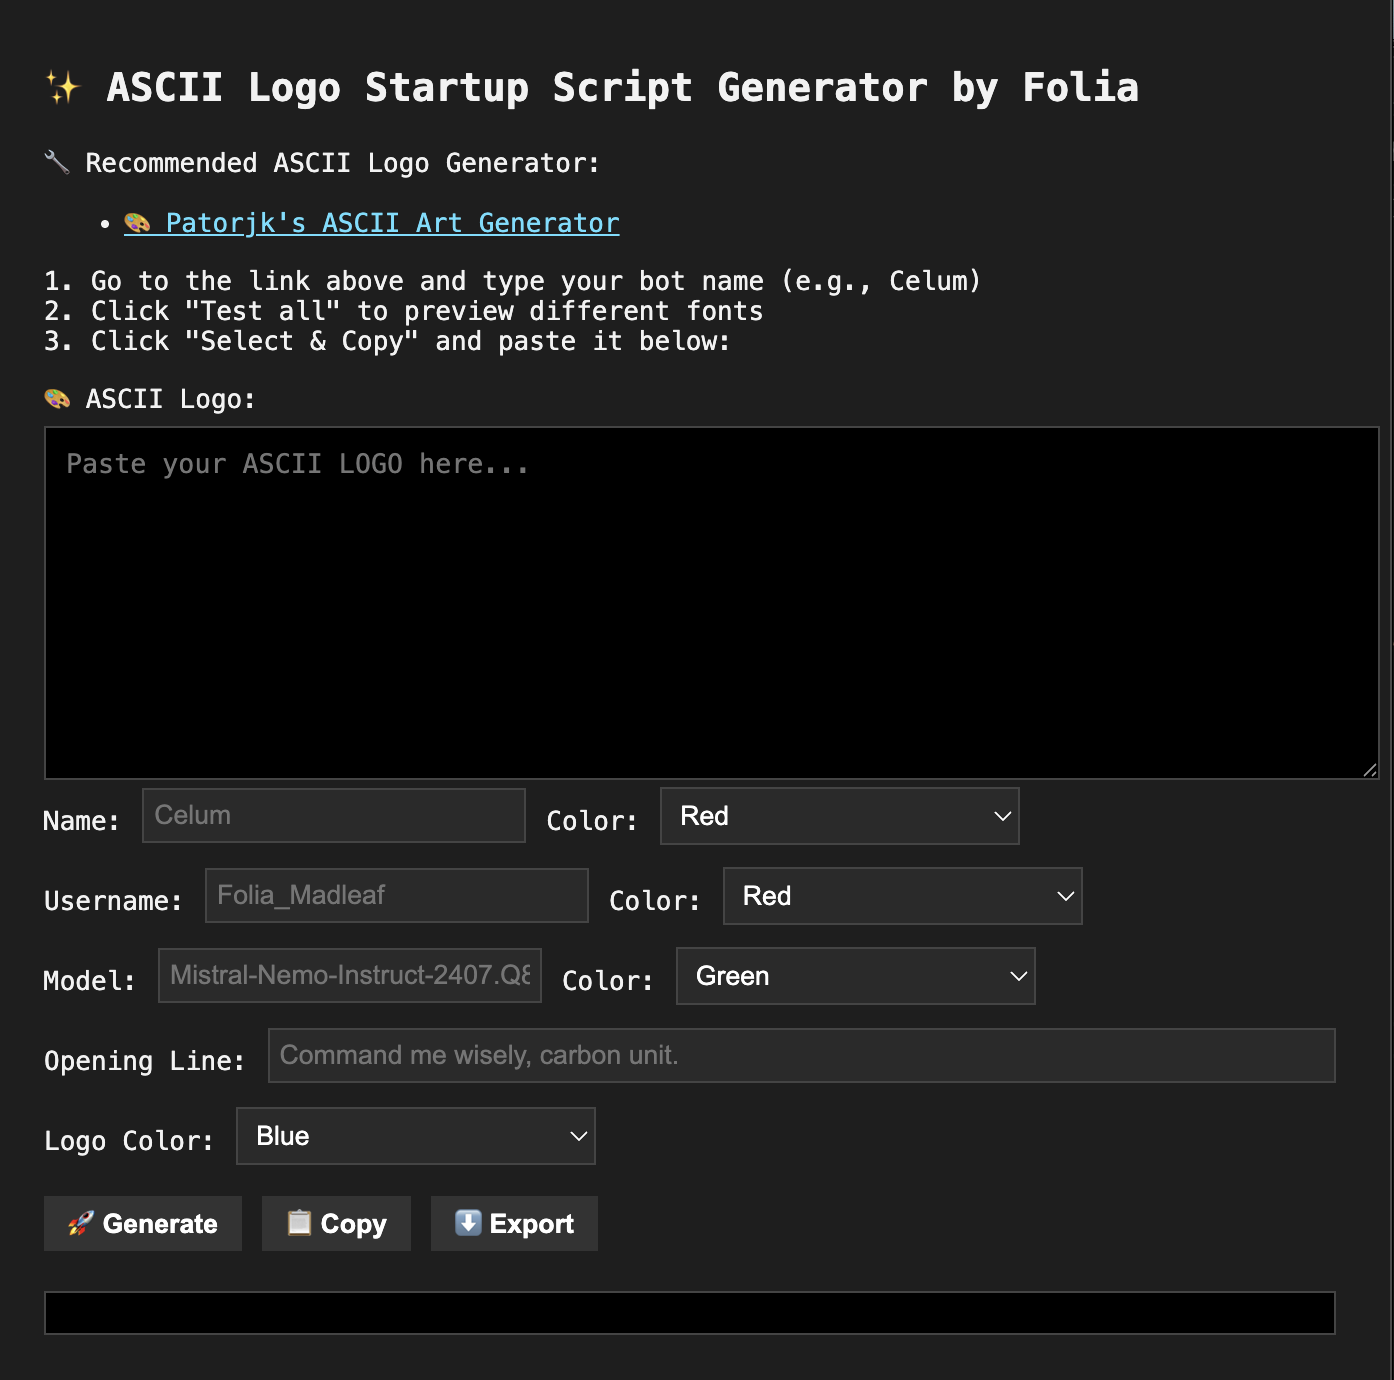 ✨ ASCII Logo Startup Script Generator by Folia
🔧 Recommended ASCII Logo Generator:
• 🎨 Patorjk's ASCII Art Generator
1. Go to the link above and type your bot name (e.g., Celum)
2. Click "Test all" to preview different fonts
3. Click "Select & Copy" and paste it below:
🎨 ASCII Logo:
Paste your ASCII LOGO here...
Name: Celum Color: Red
Username: Folia_Madleaf Color: Red
Model: Mistral-Nemo-Instruct-2407.Q8 Color: Green
Opening Line: Command me wisely, carbon unit.
Logo Color: Blue
🚀 Generate 📋 Copy ⬇️ Export